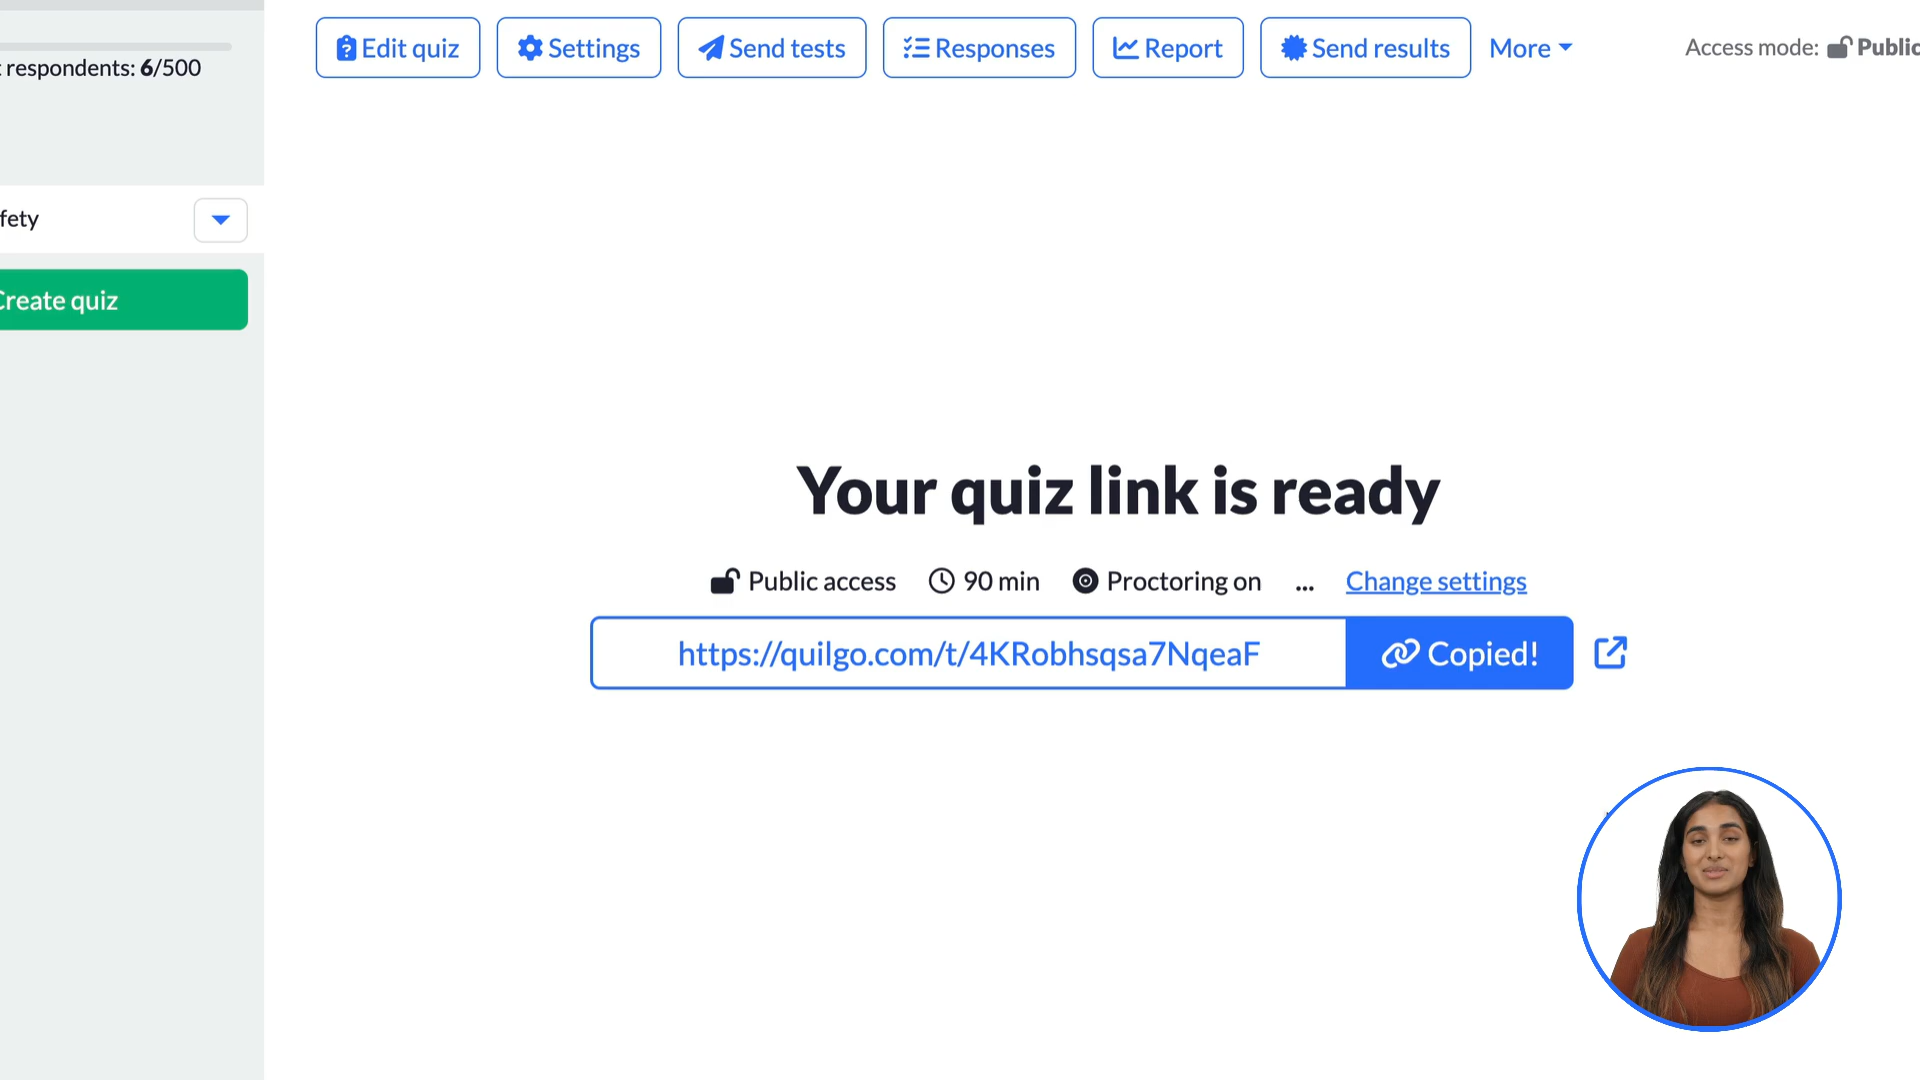 Edit quiz Settings Send tests Responses Report Send results More Access mode: Public
respondents: 6/500
fety
Create quiz
Your quiz link is ready
Public access 90 min Proctoring on ... Change settings
https://quilgo.com/t/4KRobhsqsa7NqeaF Copied!